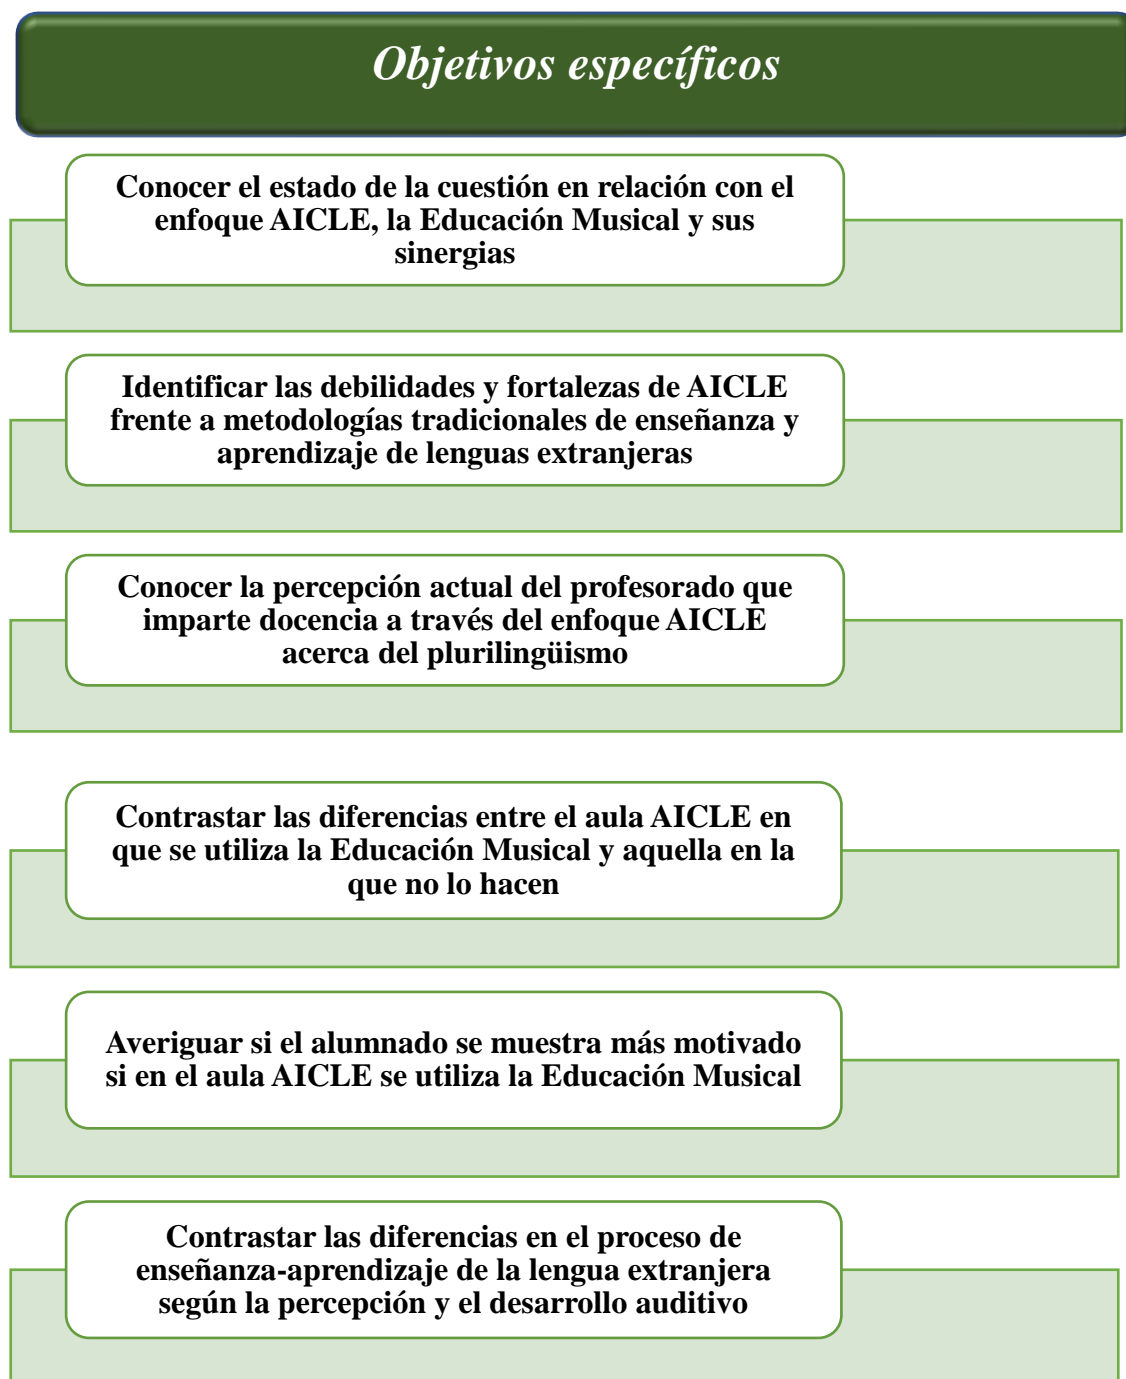 Objetivos específicos
Conocer el estado de la cuestión en relación con el
enfoque AICLE, la Educación Musical y sus
sinergias
Identificar las debilidades y fortalezas de AICLE
frente a metodologías tradicionales de enseñanza y
aprendizaje de lenguas extranjeras
Conocer la percepción actual del profesorado que
imparte docencia a través del enfoque AICLE
acerca del plurilingüismo
Contrastar las diferencias entre el aula AICLE en
que se utiliza la Educación Musical y aquella en la
que no lo hacen
Averiguar si el alumnado se muestra más motivado
si en el aula AICLE se utiliza la Educación Musical
Contrastar las diferencias en el proceso de
enseñanza-aprendizaje de la lengua extranjera
según la percepción y el desarrollo auditivo